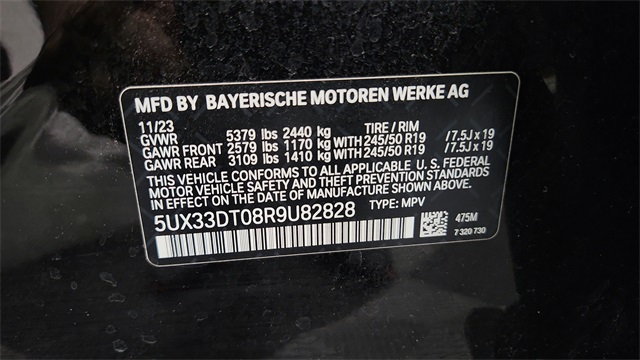 MFD BY BAYERISCHE MOTOREN WERKE AG
11/23
GVWR 5379 lbs 2440 kg TIRE / RIM
GAWR FRONT 2579 lbs 1170 kg WITH 245/50 R19 /7.5J x 19
GAWR REAR 3109 lbs 1410 kg WITH 245/50 R19 /7.5J x 19
THIS VEHICLE CONFORMS TO ALL APPLICABLE U. S. FEDERAL
MOTOR VEHICLE SAFETY AND THEFT PREVENTION STANDARDS
IN EFFECT ON THE DATE OF MANUFACTURE SHOWN ABOVE.
5UX33DT08R9U82828 TYPE: MPV
475M
7 320 730